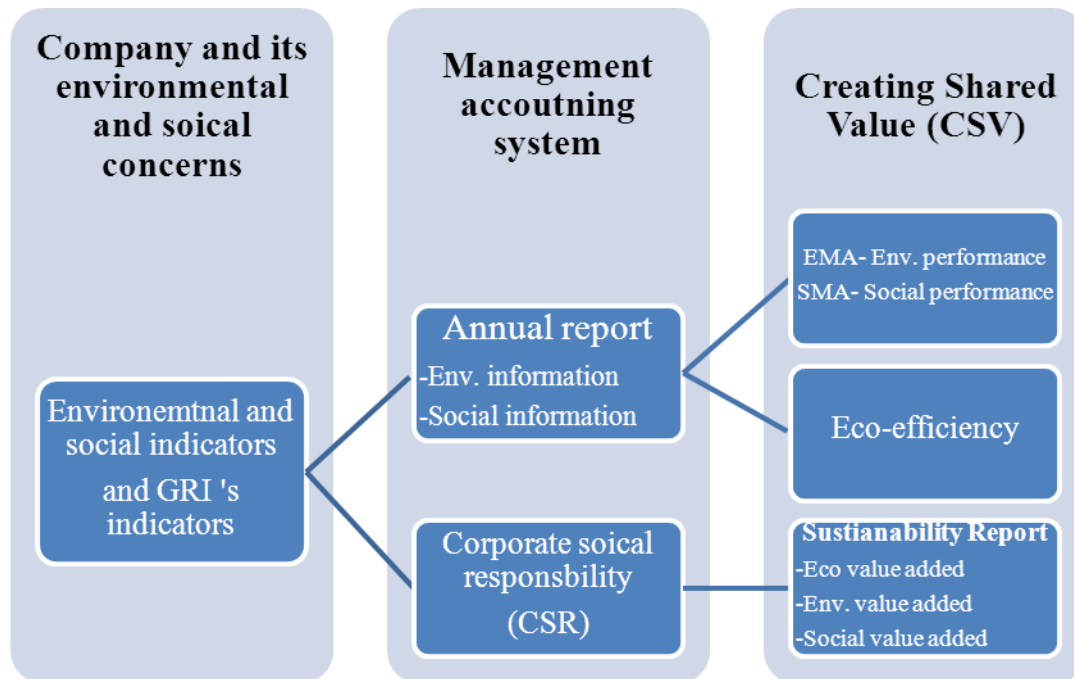 Company and its
environmental
and soical
concerns
Environemtnal and
social indicators
and GRI 's
indicators
Management
accoutning
system
Annual report
-Env. information
-Social information
Corporate soical
responsbility
(CSR)
Creating Shared
Value (CSV)
EMA- Env. performance
SMA- Social performance
Eco-efficiency
Sustianability Report
-Eco value added
-Env. value added
-Social value added